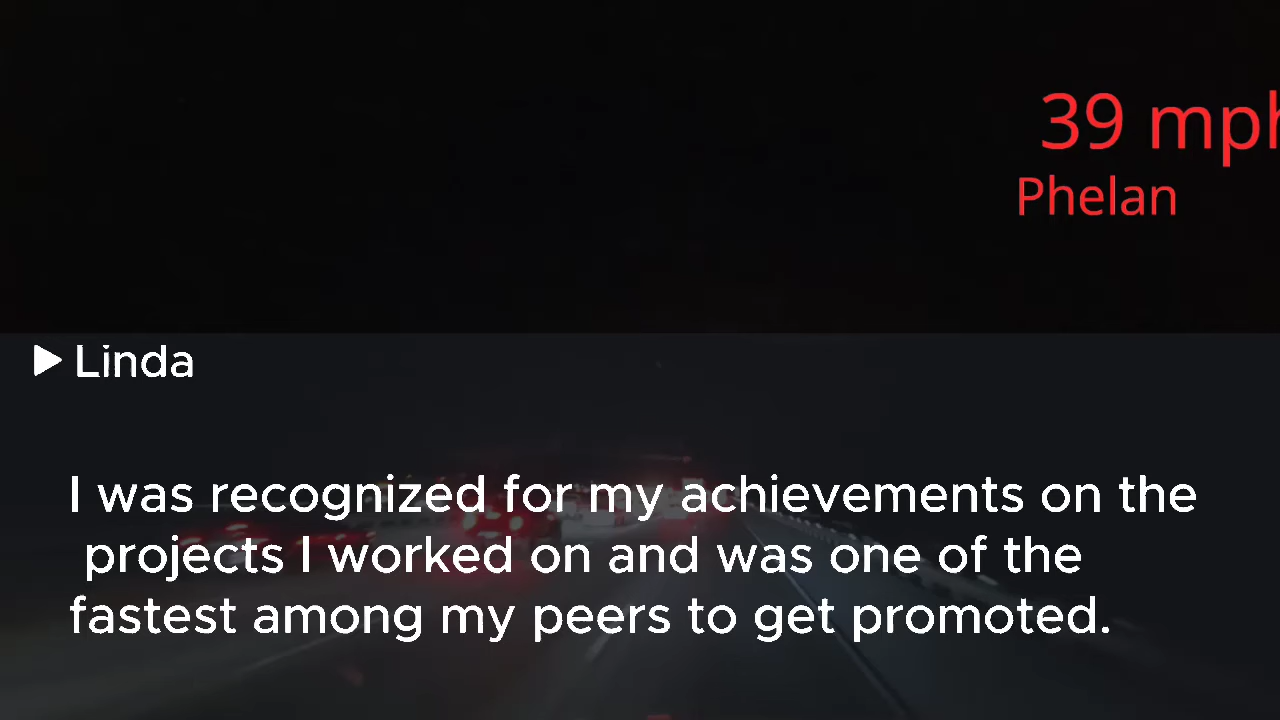 39 mph
Phelan
Linda
I was recognized for my achievements on the
projects I worked on and was one of the
fastest among my peers to get promoted.